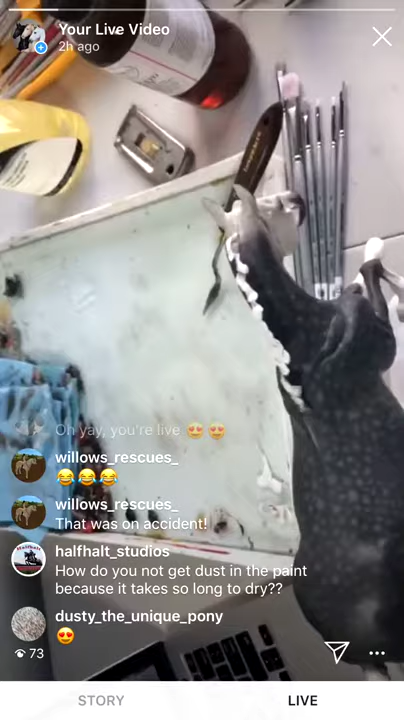 Your Live Video
2h ago
Oh yay, you're live 😍 😍
willows_rescues_
😂😂😂
willows_rescues_
That was on accident!
halfhalt_studios
How do you not get dust in the paint
because it takes so long to dry??
dusty_the_unique_pony
😍
73
STORY
LIVE